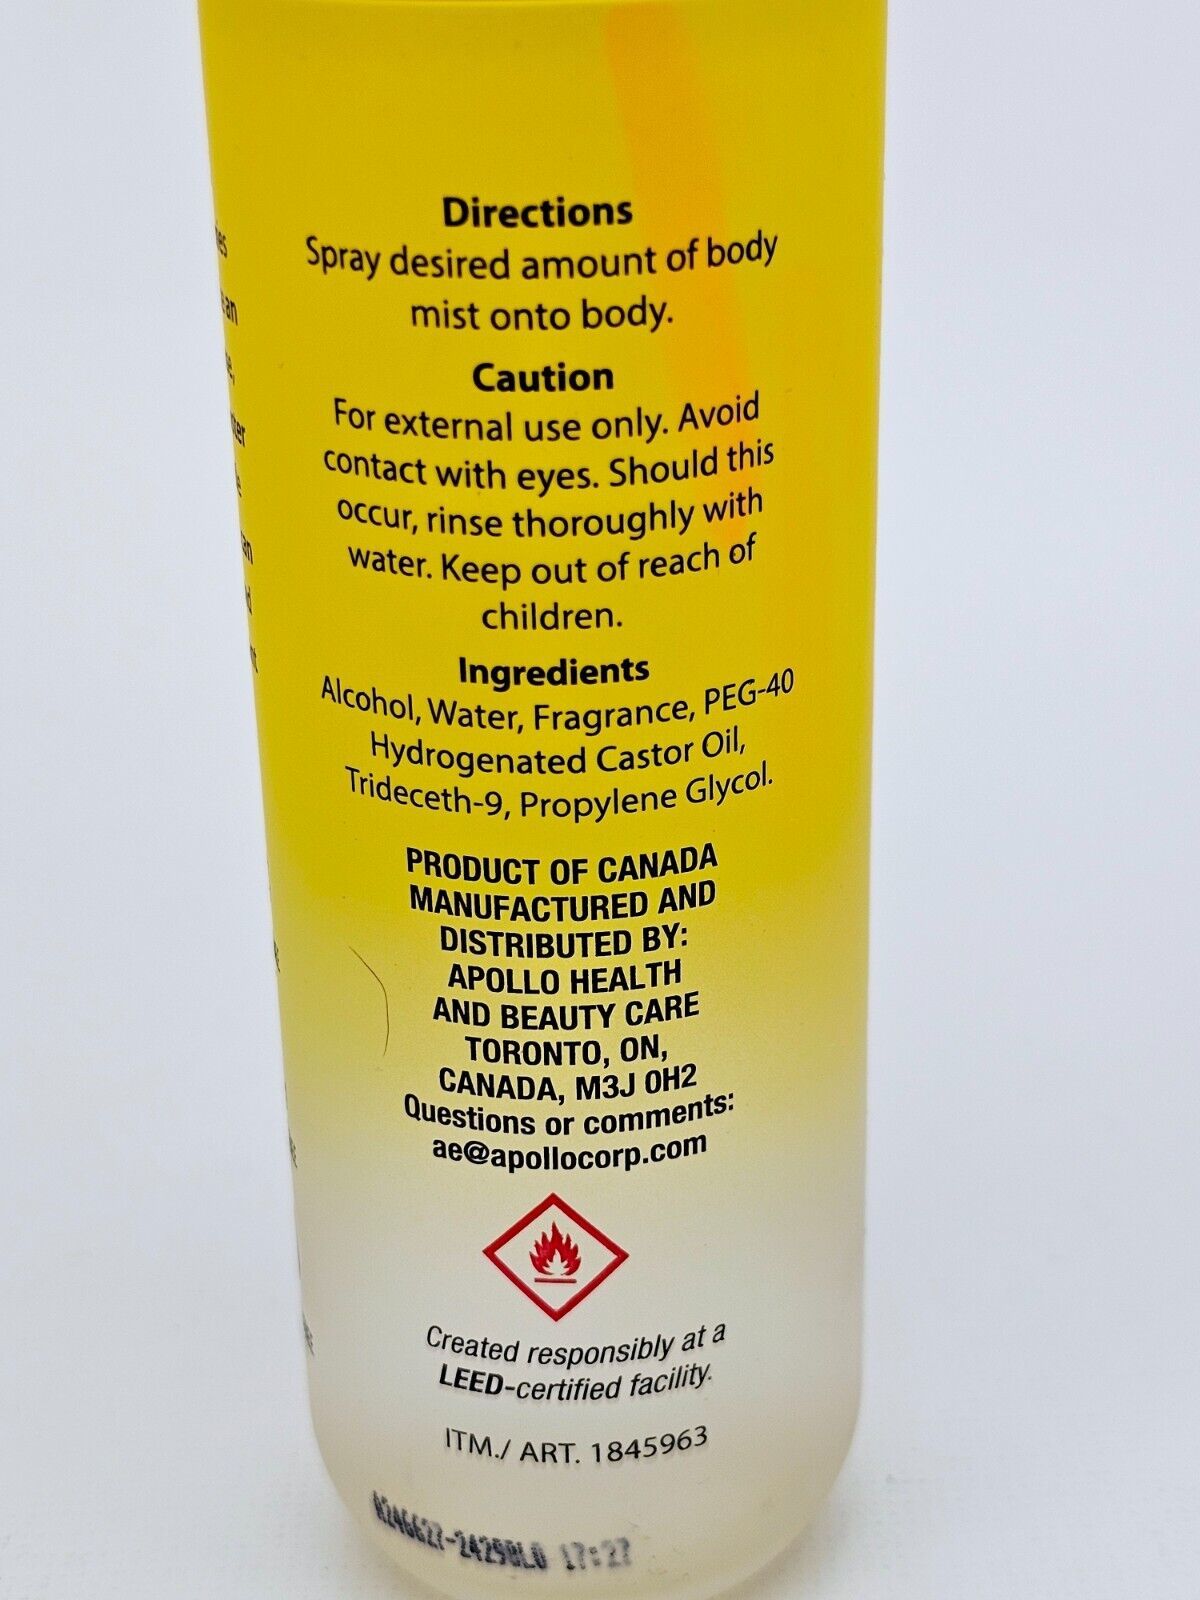 Directions
Spray desired amount of body
mist onto body.
Caution
For external use only. Avoid
contact with eyes. Should this
occur, rinse thoroughly with
water. Keep out of reach of
children.
Ingredients
Alcohol, Water, Fragrance, PEG-40
Hydrogenated Castor Oil,
Trideceth-9, Propylene Glycol.
PRODUCT OF CANADA
MANUFACTURED AND
DISTRIBUTED BY:
APOLLO HEALTH
AND BEAUTY CARE
TORONTO, ON,
CANADA, M3J 0H2
Questions or comments:
ae@apollocorp.com
Created responsibly at a
LEED-certified facility.
ITM./ ART. 1845963
17:27